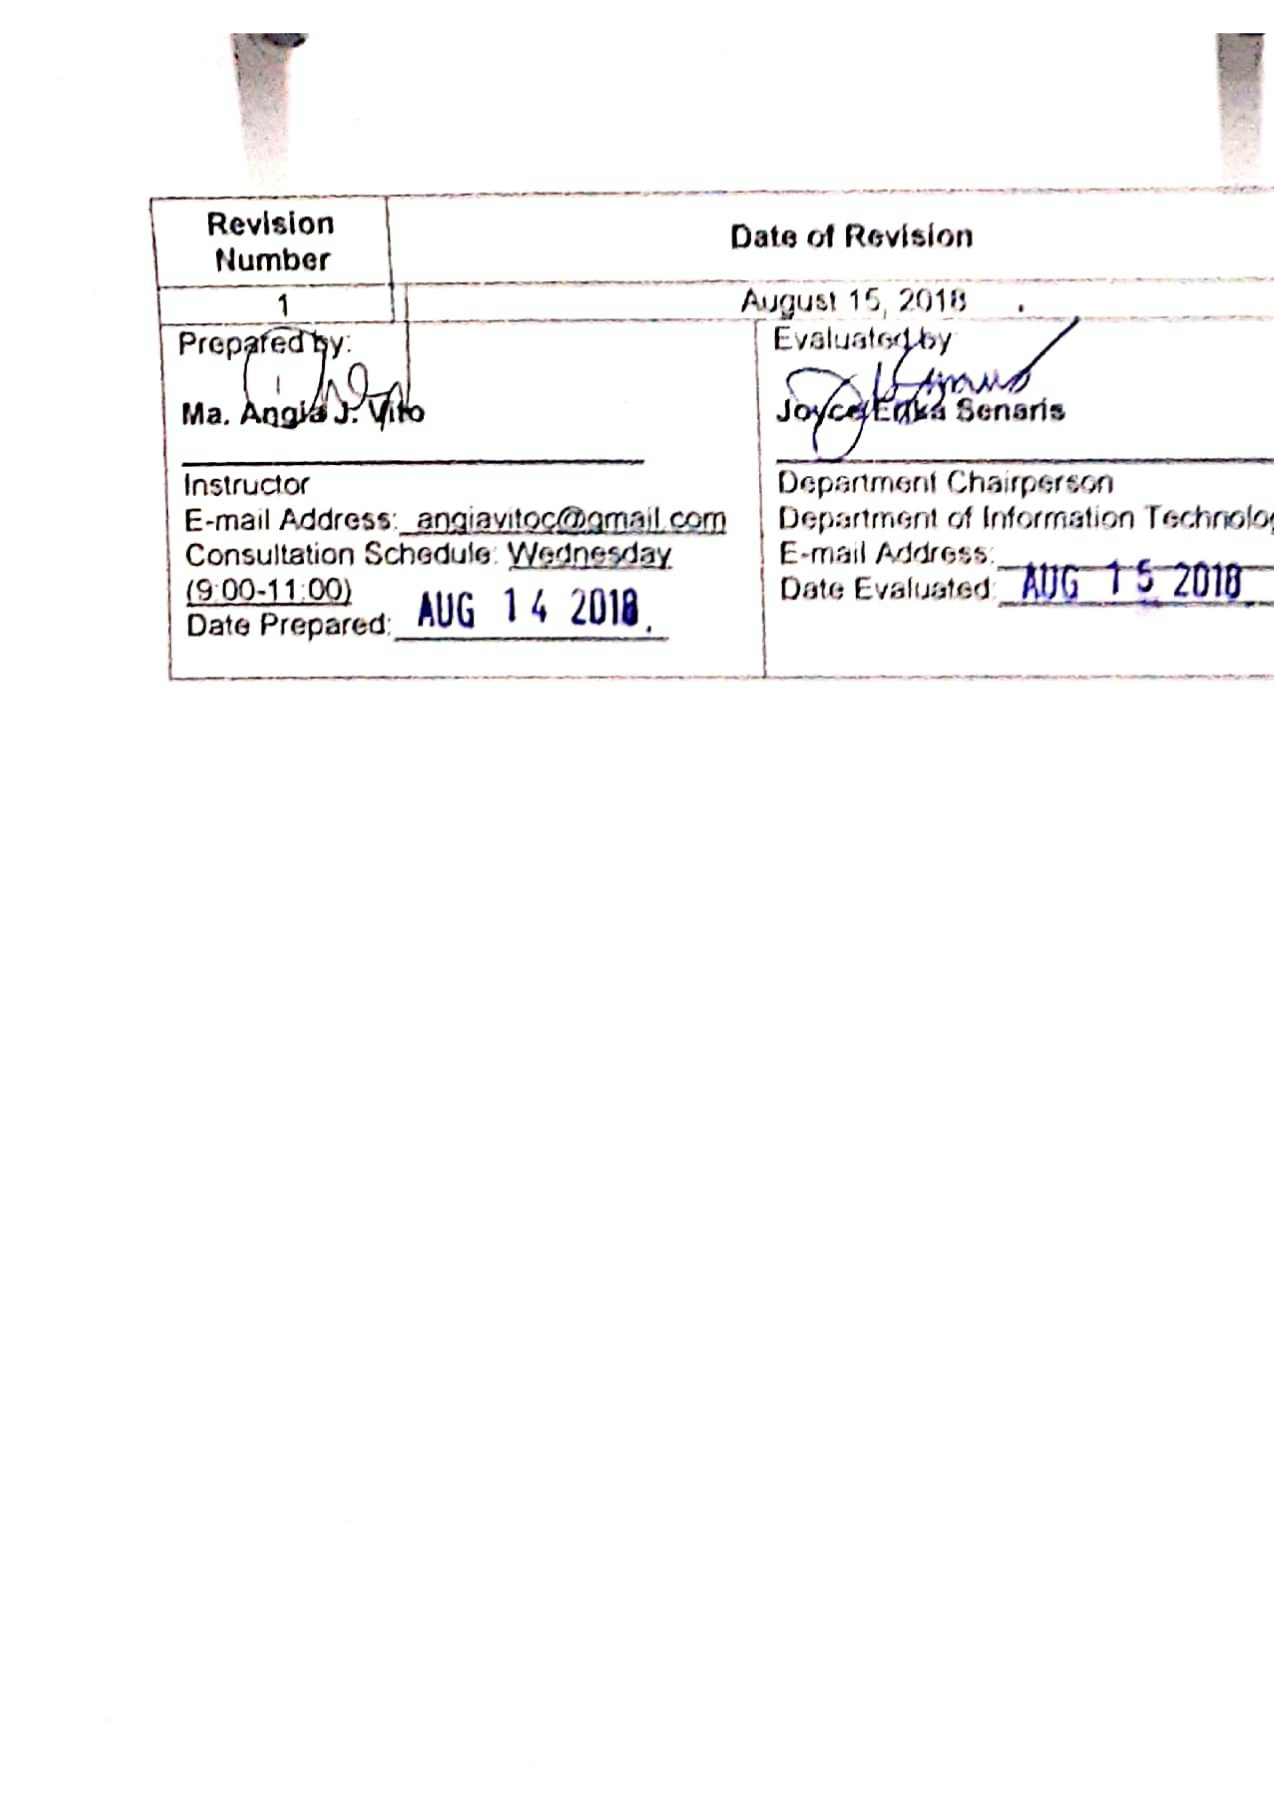 Revision
Number
Date of Revision
1
August 15, 2018
Prepared by:
Ma. Angia J. Vito
Instructor
E-mail Address: angiavitoc@gmail.com
Consultation Schedule: Wednesday
(9:00-11:00)
Date Prepared: AUG 14 2018
Evaluated by
Joyce Erika Senaris
Department Chairperson
Department of Information Technolog
E-mail Address:
Date Evaluated: AUG 15 2018